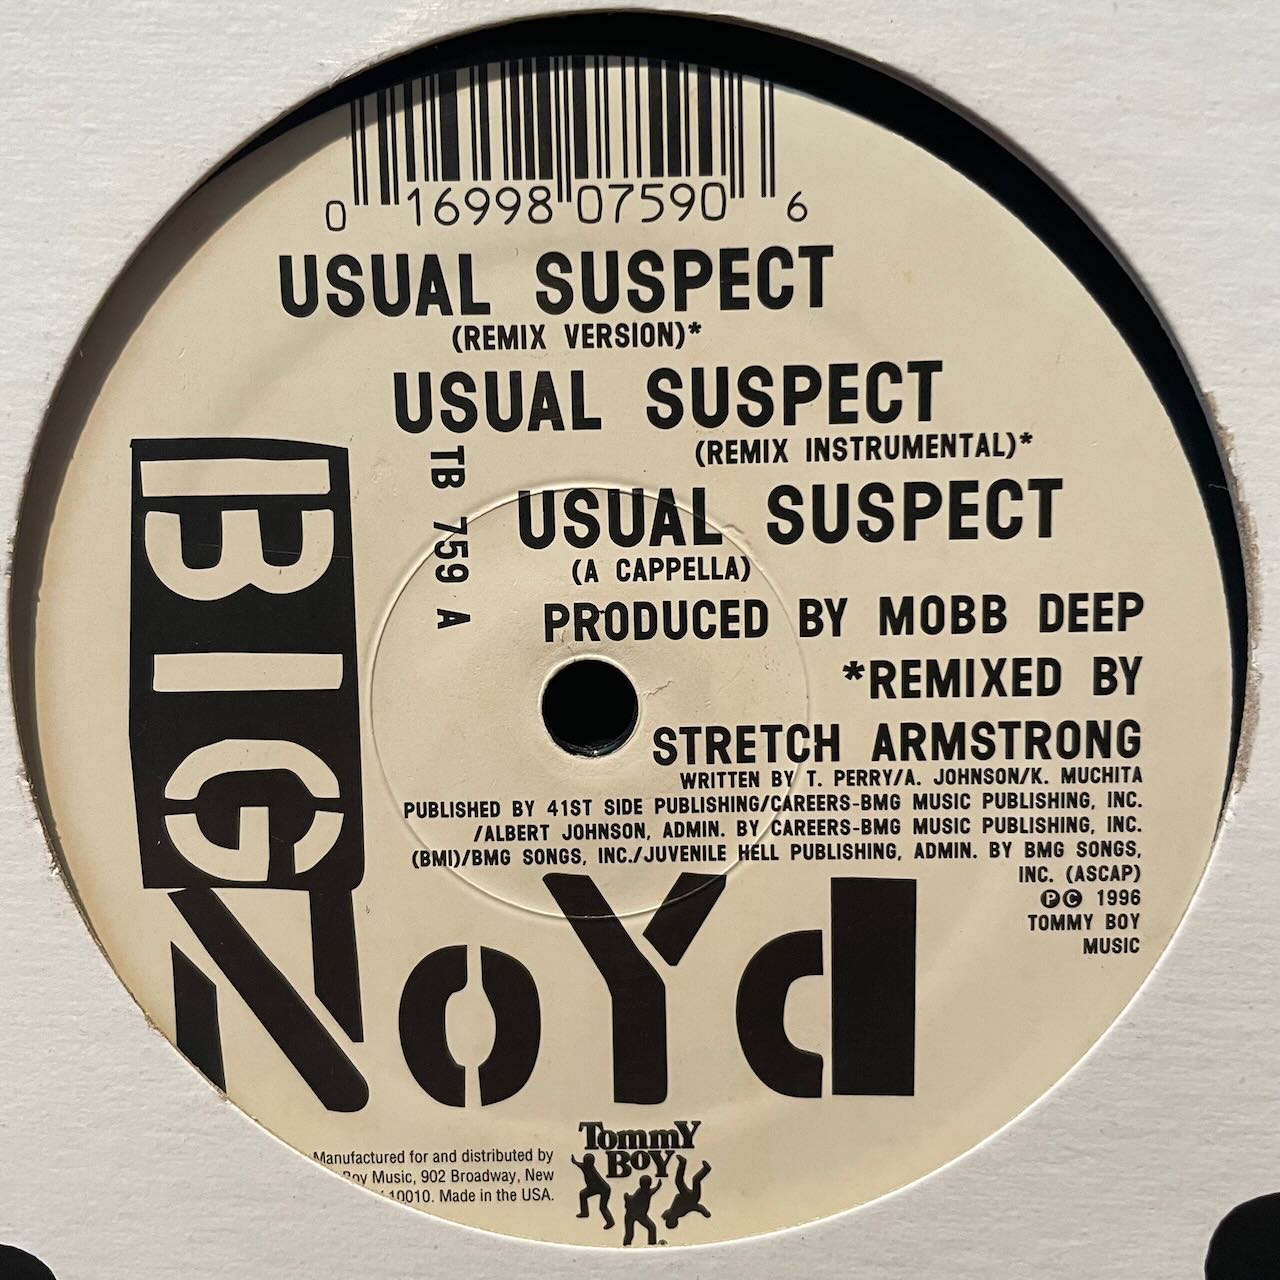 0 16998 07590 6
USUAL SUSPECT
(REMIX VERSION)*
USUAL SUSPECT
(REMIX INSTRUMENTAL)*
USUAL SUSPECT
(A CAPPELLA)
TB 759 A
PRODUCED BY MOBB DEEP
*REMIXED BY
STRETCH ARMSTRONG
WRITTEN BY T. PERRY/A. JOHNSON/K. MUCHITA
PUBLISHED BY 41ST SIDE PUBLISHING/CAREERS-BMG MUSIC PUBLISHING, INC.
/ALBERT JOHNSON, ADMIN. BY CAREERS-BMG MUSIC PUBLISHING, INC.
(BMI)/BMG SONGS, INC./JUVENILE HELL PUBLISHING, ADMIN. BY BMG SONGS,
INC. (ASCAP)
℗© 1996
TOMMY BOY
MUSIC
BIG
ZoYd
Manufactured for and distributed by
Boy Music, 902 Broadway, New
10010. Made in the USA.
TommY
BOY
®